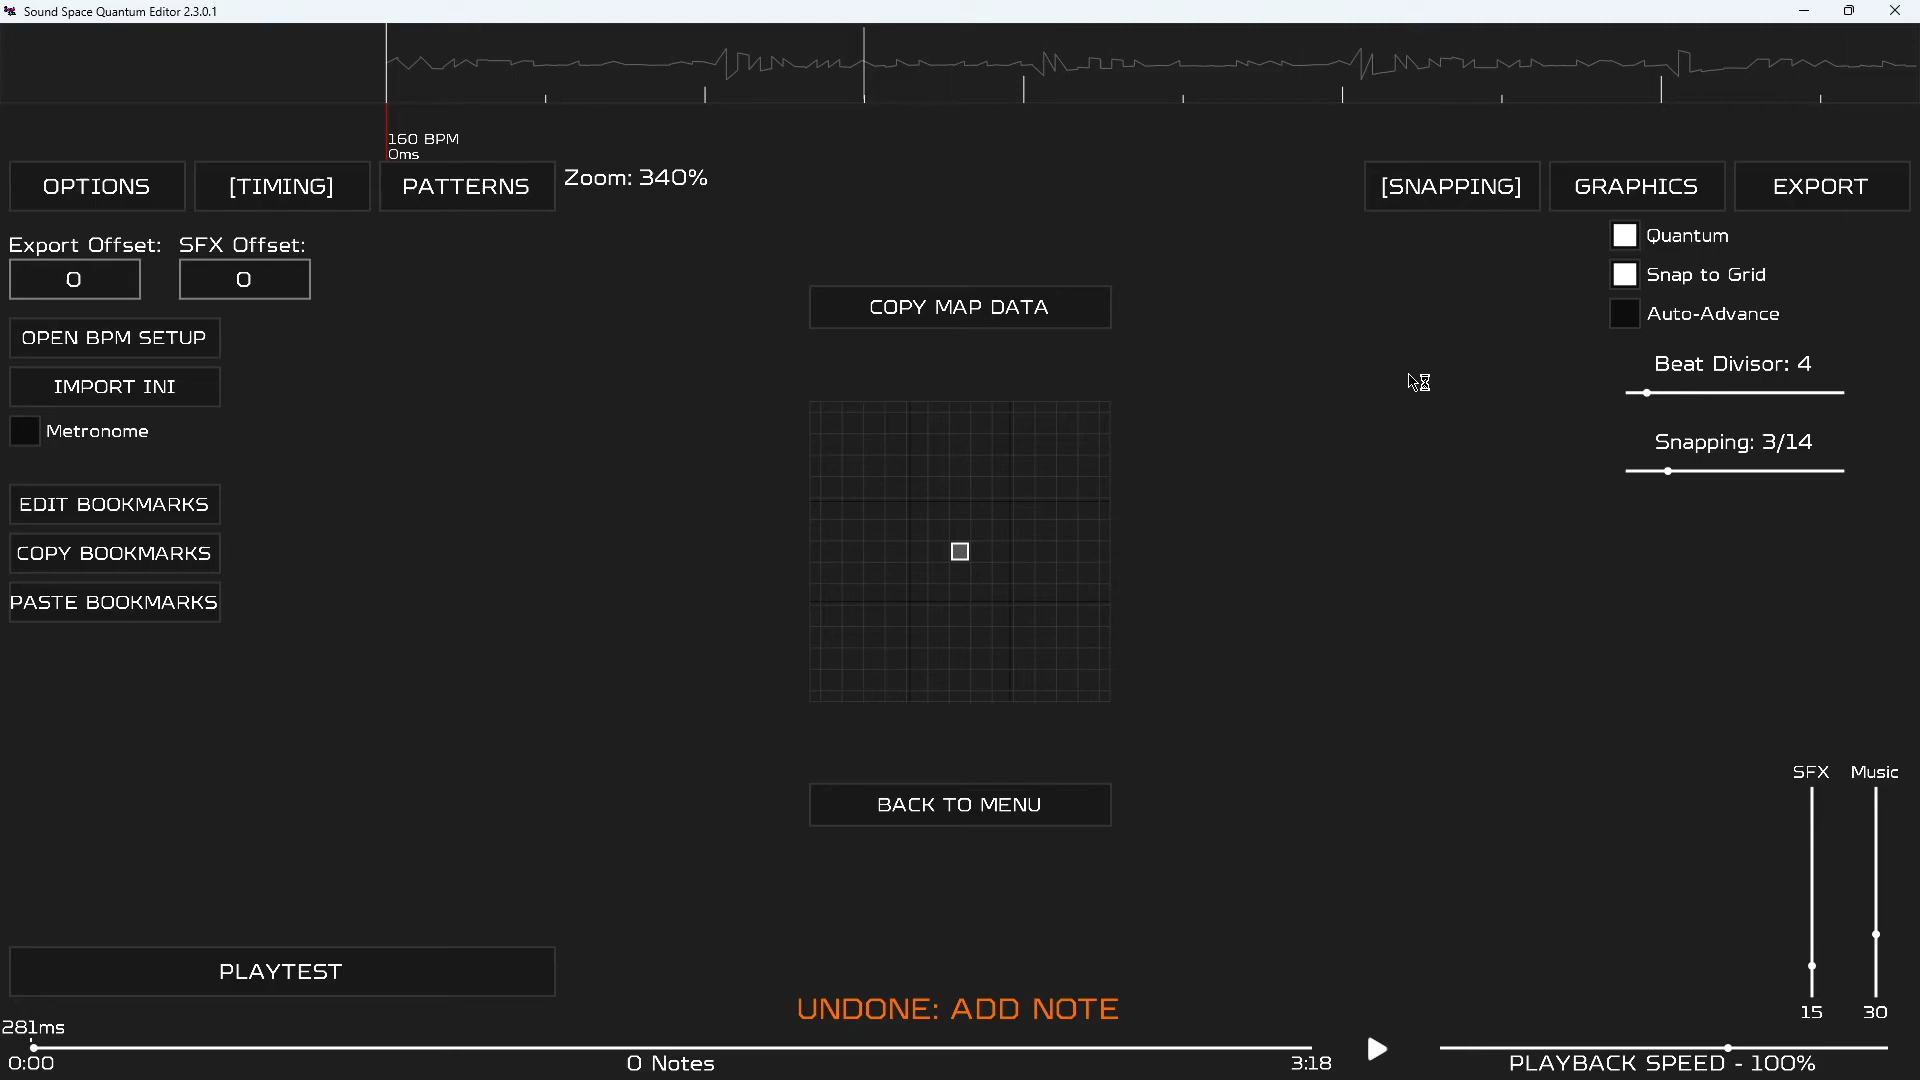 Sound Space Quantum Editor 2.3.0.1
160 BPM
0ms
OPTIONS
[TIMING]
PATTERNS
Zoom: 340%
[SNAPPING]
GRAPHICS
EXPORT
Export Offset:
SFX Offset:
0
0
Quantum
Snap to Grid
Auto-Advance
OPEN BPM SETUP
COPY MAP DATA
IMPORT INI
Metronome
Beat Divisor: 4
Snapping: 3/14
EDIT BOOKMARKS
COPY BOOKMARKS
PASTE BOOKMARKS
BACK TO MENU
SFX
Music
15
30
PLAYTEST
UNDONE: ADD NOTE
281ms
0:00
0 Notes
3:18
PLAYBACK SPEED - 100%